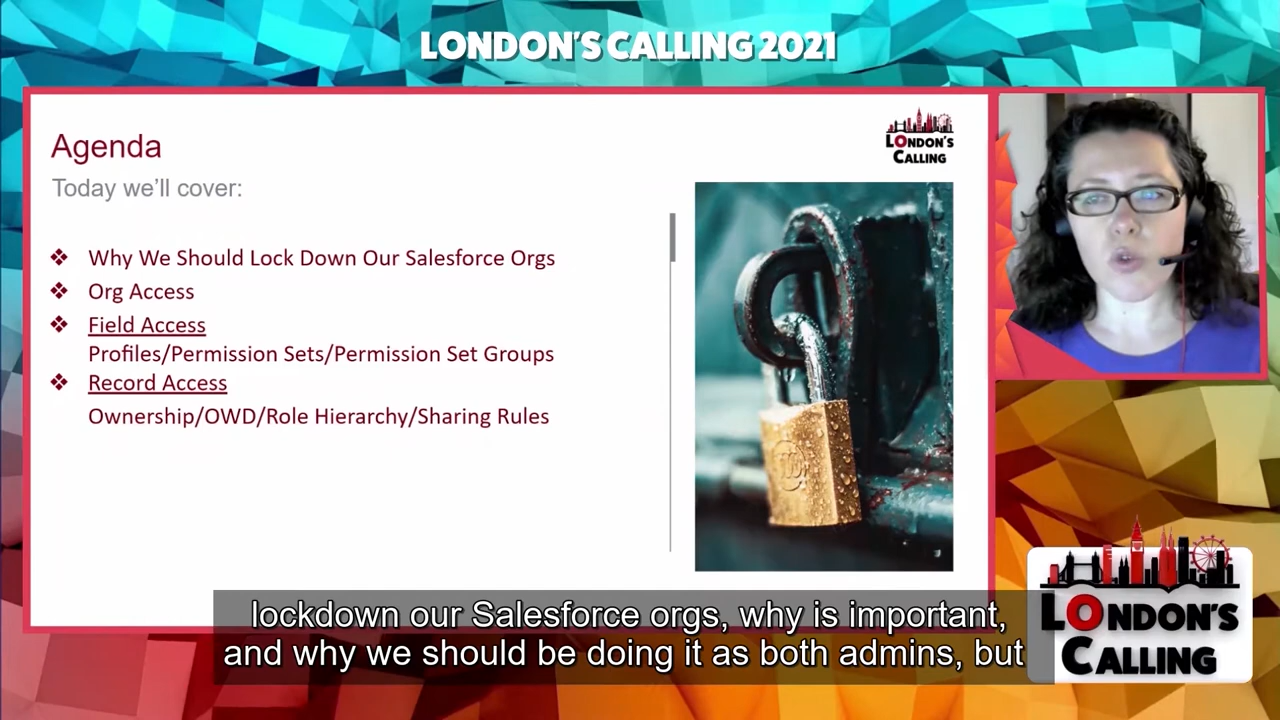 LONDON'S CALLING 2021
Agenda
Today we'll cover:
LONDON'S
CALLING
❖ Why We Should Lock Down Our Salesforce Orgs
❖ Org Access
❖ Field Access
Profiles/Permission Sets/Permission Set Groups
❖ Record Access
Ownership/OWD/Role Hierarchy/Sharing Rules
lockdown our Salesforce orgs, why is important,
and why we should be doing it as both admins, but
LONDON'S
CALLING